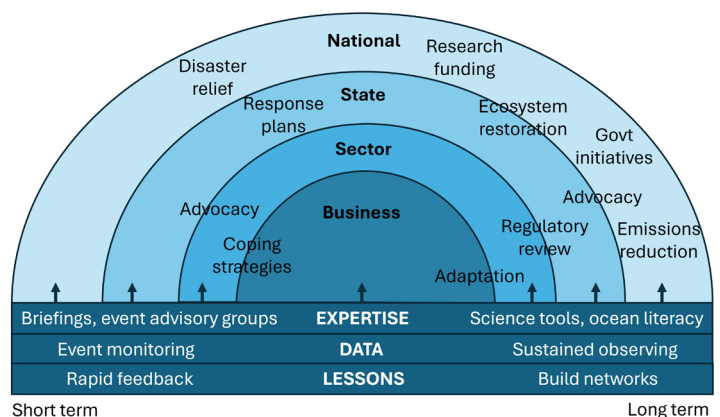 National
Research
funding
Disaster
relief
State
Response
plans
Ecosystem
restoration
Govt
initiatives
Sector
Advocacy
Advocacy
Business
Regulatory
review
Emissions
reduction
Coping
strategies
Adaptation
Briefings, event advisory groups EXPERTISE Science tools, ocean literacy
Event monitoring DATA Sustained observing
Rapid feedback LESSONS Build networks
Short term Long term